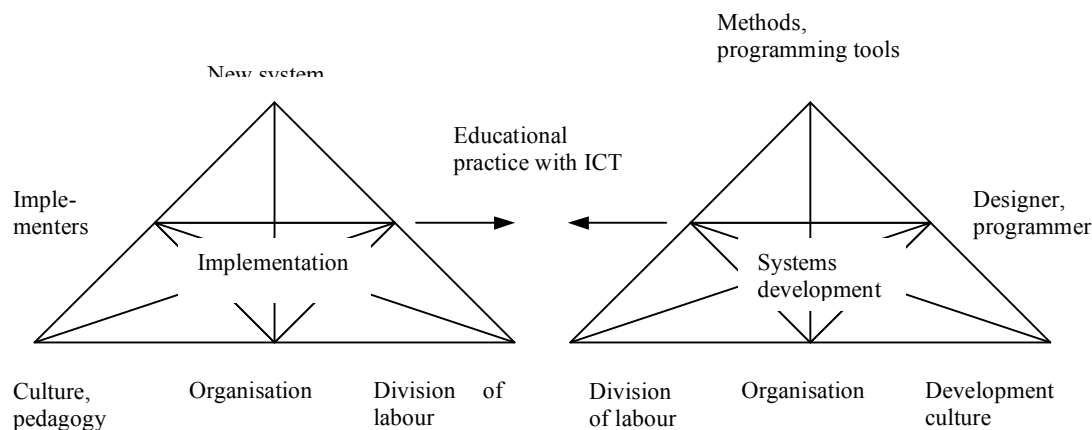 Methods,
programming tools
New system
Educational
practice with ICT
Imple-
menters
Designer,
programmer
Implementation
Systems
development
Culture,
pedagogy
Organisation
Division of
labour
Division
of labour
Organisation
Development
culture